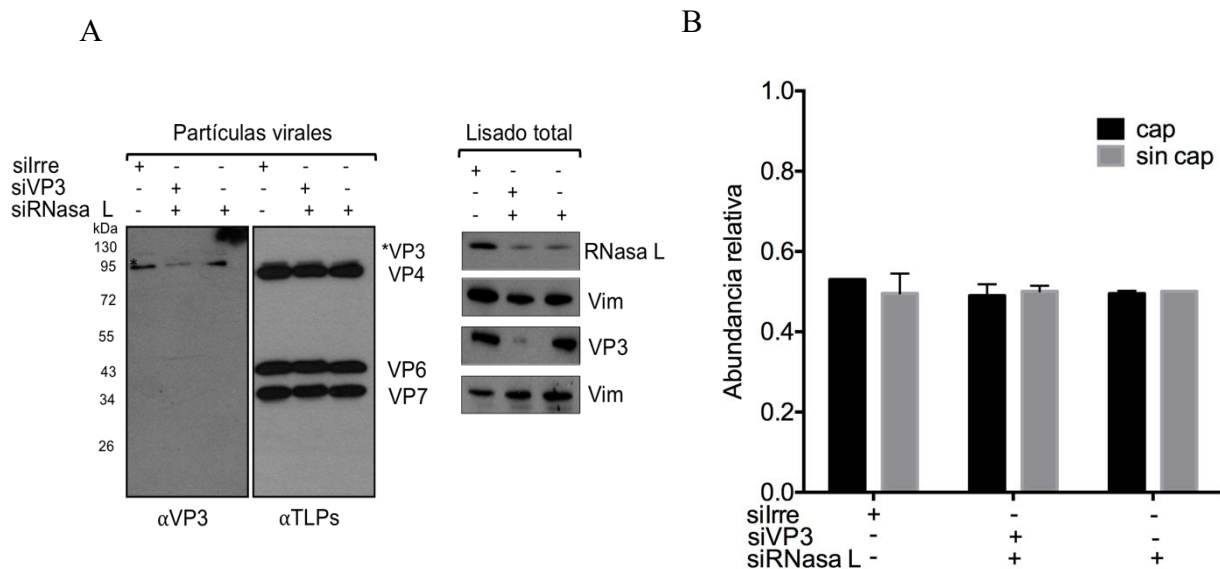 A
Partículas virales
siIrre + - - + - -
siVP3 - + - - + -
siRNasa L - + + - + +
kDa
130
95
72
55
43
34
26
*
*VP3
VP4
VP6
VP7
αVP3
αTLPs
Lisado total
+ - -
- + -
- + +
RNasa L
Vim
VP3
Vim
B
Abundancia relativa
1.0
0.8
0.6
0.4
0.2
0.0
cap
sin cap
siIrre + - -
siVP3 - + -
siRNasa L - + +